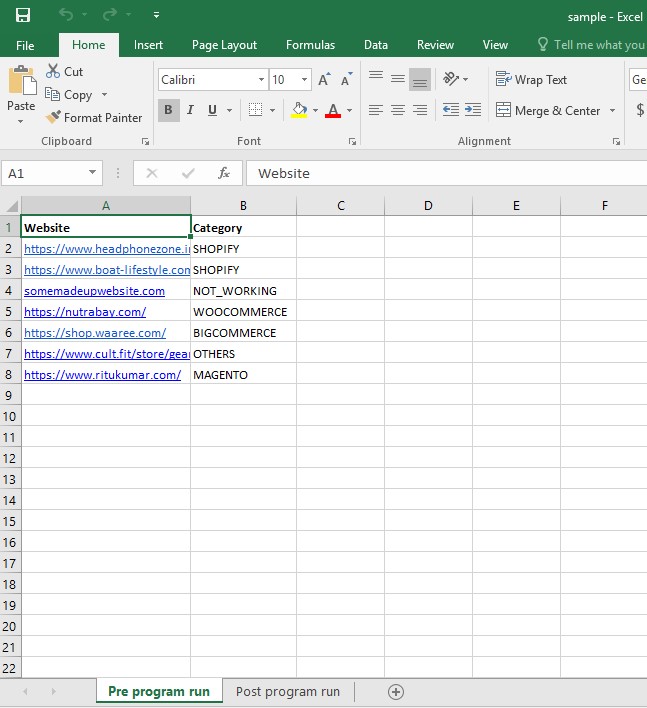 sample - Excel
File Home Insert Page Layout Formulas Data Review View Tell me what you
Cut
Copy
Format Painter
Paste
Clipboard
Calibri 10 A A
B I U A
Font
Wrap Text
Merge & Center
Alignment
Ge
$
A1 fx Website
A B C D E F
1 Website Category
2 https://www.headphonezone.i SHOPIFY
3 https://www.boat-lifestyle.con SHOPIFY
4 somemadeupwebsite.com NOT_WORKING
5 https://nutrabay.com/ WOOCOMMERCE
6 https://shop.waaree.com/ BIGCOMMERCE
7 https://www.cult.fit/store/gear OTHERS
8 https://www.ritukumar.com/ MAGENTO
9
10
11
12
13
14
15
16
17
18
19
20
21
22
Pre program run Post program run